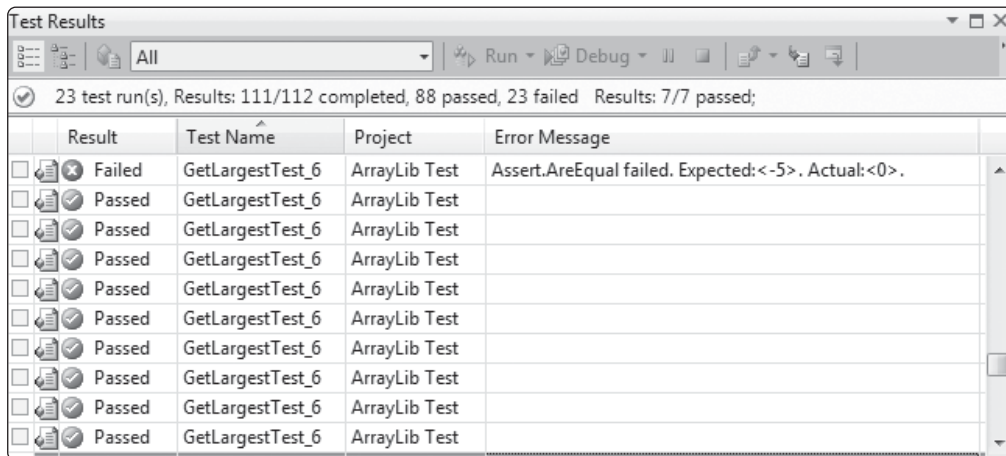 Test Results
All Run Debug
23 test run(s), Results: 111/112 completed, 88 passed, 23 failed Results: 7/7 passed;
Result Test Name Project Error Message
Failed GetLargestTest_6 ArrayLib Test Assert.AreEqual failed. Expected:<-5>. Actual:<0>.
Passed GetLargestTest_6 ArrayLib Test
Passed GetLargestTest_6 ArrayLib Test
Passed GetLargestTest_6 ArrayLib Test
Passed GetLargestTest_6 ArrayLib Test
Passed GetLargestTest_6 ArrayLib Test
Passed GetLargestTest_6 ArrayLib Test
Passed GetLargestTest_6 ArrayLib Test
Passed GetLargestTest_6 ArrayLib Test
Passed GetLargestTest_6 ArrayLib Test